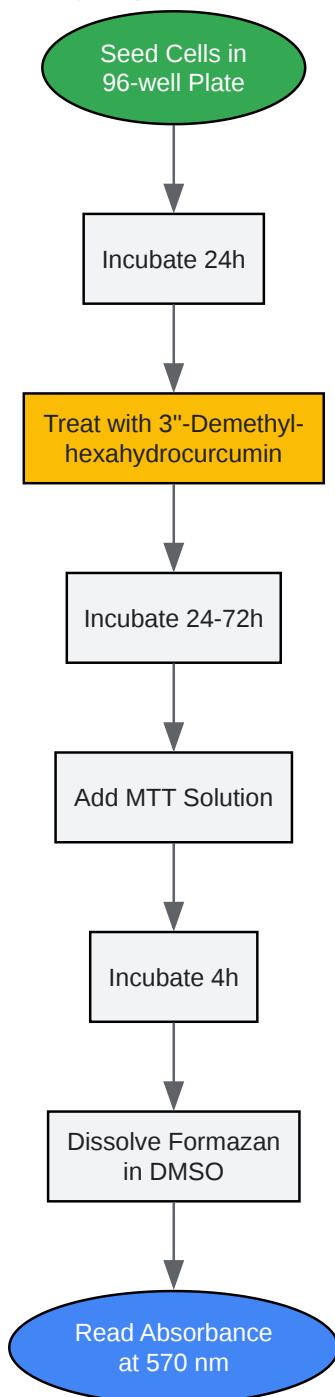 Seed Cells in
96-well Plate
Incubate 24h
Treat with 3"-Demethyl-
hexahydrocurcumin
Incubate 24-72h
Add MTT Solution
Incubate 4h
Dissolve Formazan
in DMSO
Read Absorbance
at 570 nm